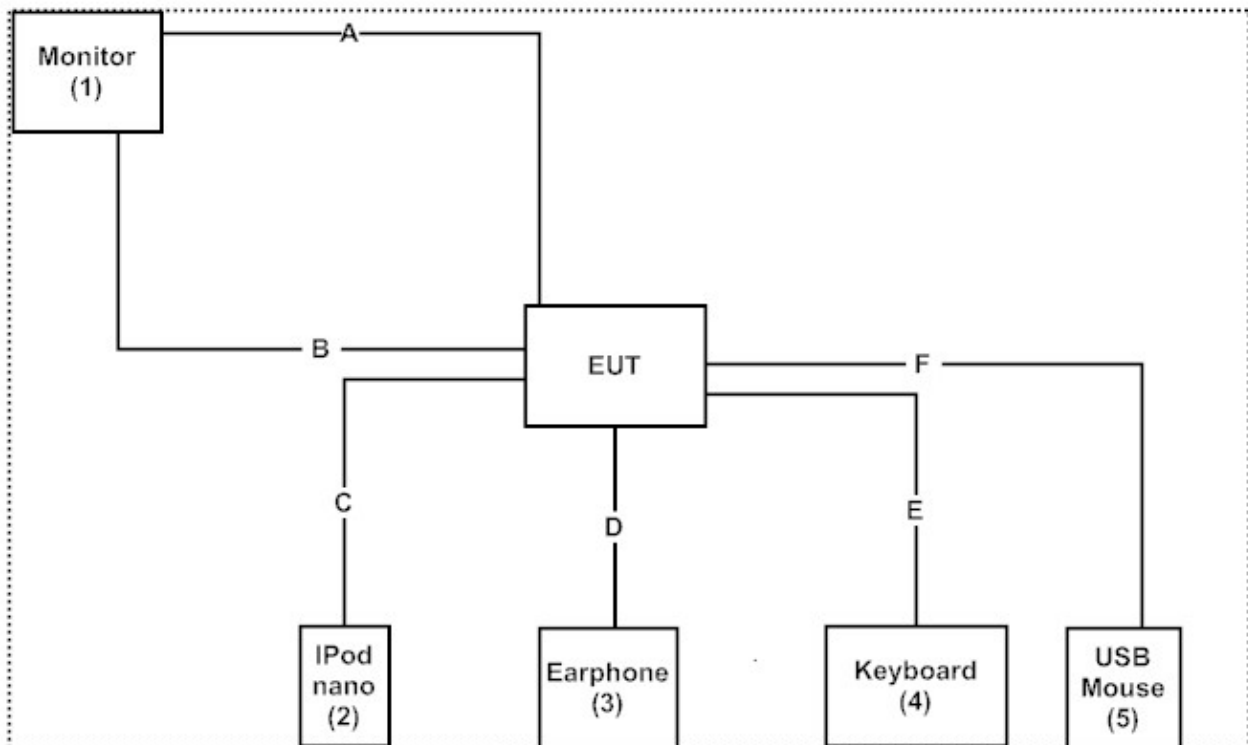 A
Monitor
(1)
B
EUT
F
C
D
E
IPod
nano
(2)
Earphone
(3)
Keyboard
(4)
USB
Mouse
(5)